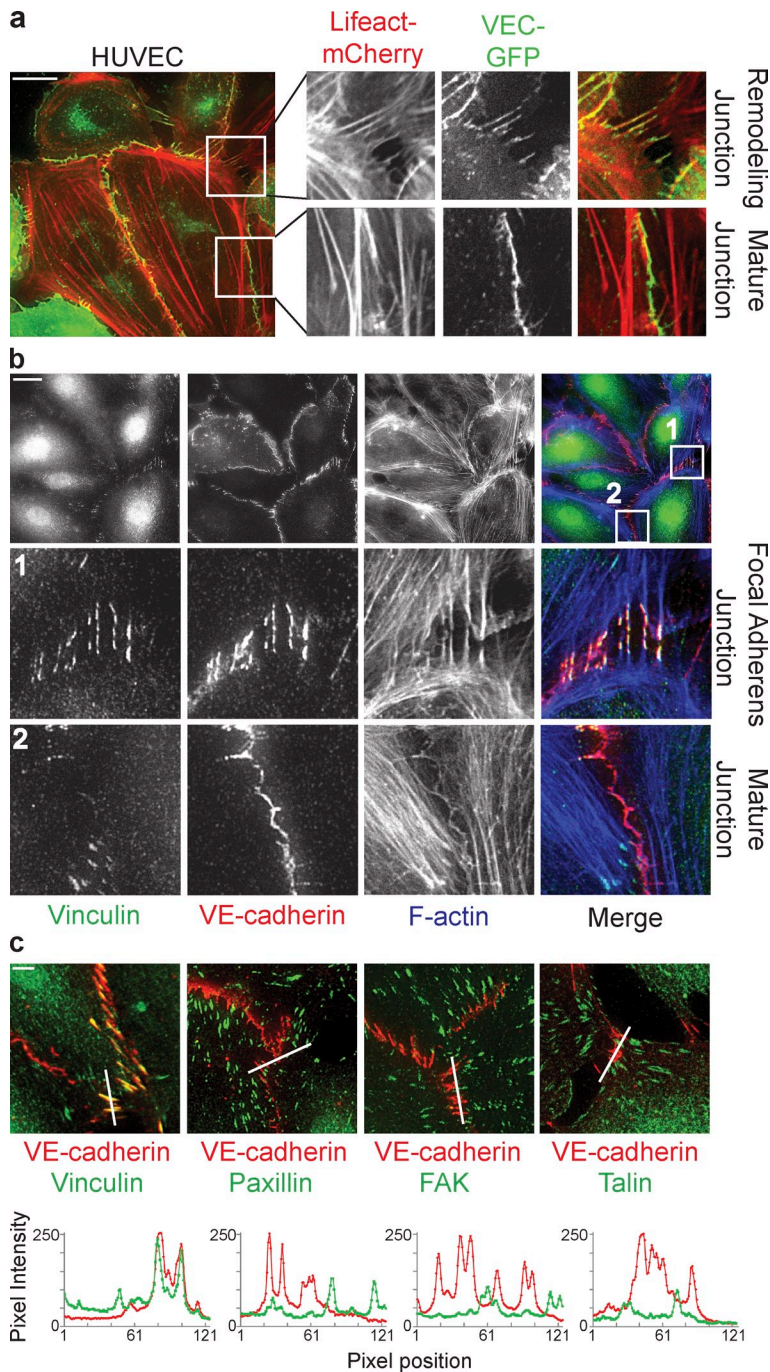 a
HUVEC
Lifeact-
mCherry
VEC-
GFP
Remodeling
Junction
Mature
Junction
b
1
2
1
2
Focal Adherens
Junction
Mature
Junction
Vinculin
VE-cadherin
F-actin
Merge
c
VE-cadherin
Vinculin
VE-cadherin
Paxillin
VE-cadherin
FAK
VE-cadherin
Talin
Pixel Intensity
250
0
1
61
121
250
0
1
61
121
250
0
1
61
121
250
0
1
61
121
Pixel position